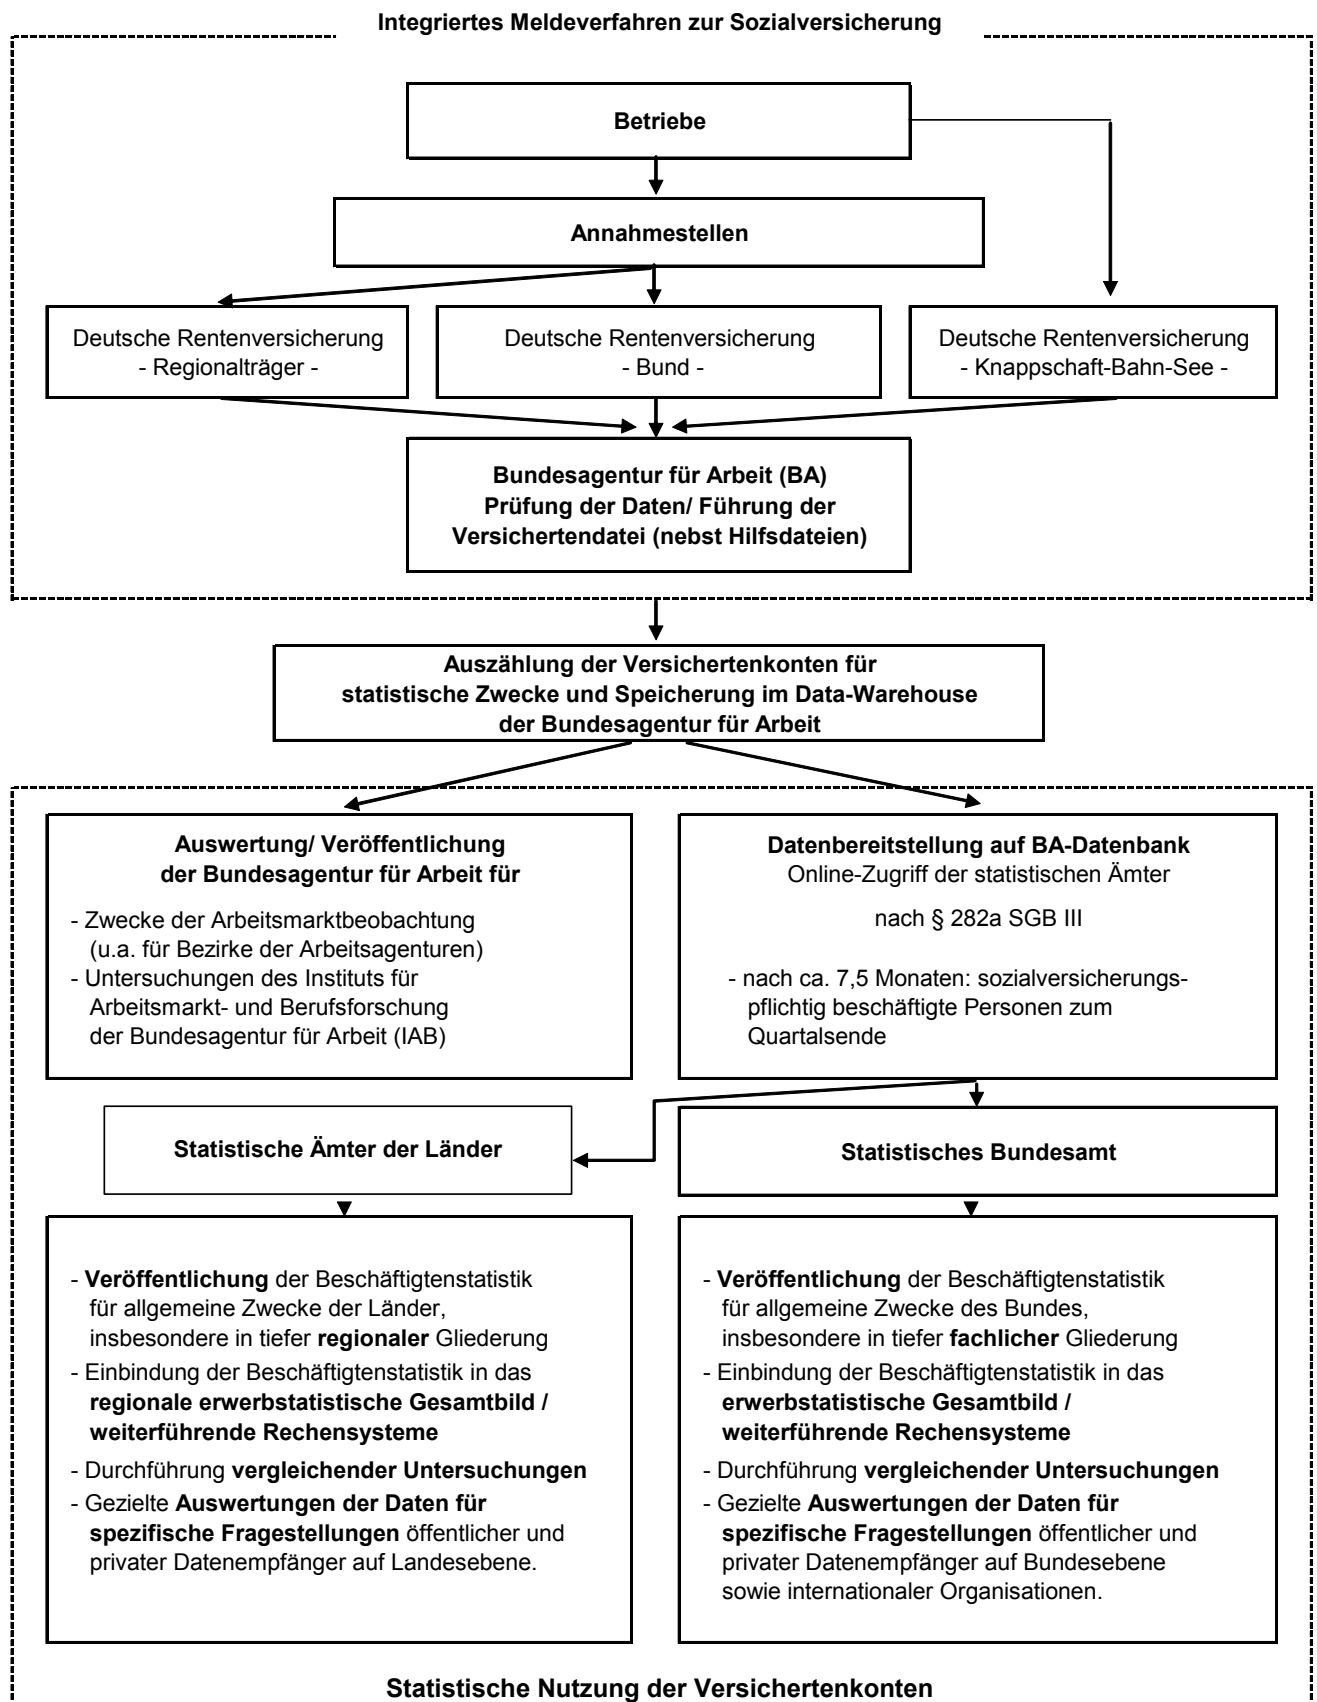 Integriertes Meldeverfahren zur Sozialversicherung
Betriebe
Annahmestellen
Deutsche Rentenversicherung
- Regionalträger -
Deutsche Rentenversicherung
- Bund -
Deutsche Rentenversicherung
- Knappschaft-Bahn-See -
Bundesagentur für Arbeit (BA)
Prüfung der Daten/ Führung der
Versichertendatei (nebst Hilfsdateien)
Auszählung der Versichertenkonten für
statistische Zwecke und Speicherung im Data-Warehouse
der Bundesagentur für Arbeit
Auswertung/ Veröffentlichung
der Bundesagentur für Arbeit für
- Zwecke der Arbeitsmarktbeobachtung
(u.a. für Bezirke der Arbeitsagenturen)
- Untersuchungen des Instituts für
Arbeitsmarkt- und Berufsforschung
der Bundesagentur für Arbeit (IAB)
Datenbereitstellung auf BA-Datenbank
Online-Zugriff der statistischen Ämter
nach § 282a SGB III
- nach ca. 7,5 Monaten: sozialversicherungs-
pflichtig beschäftigte Personen zum
Quartalsende
Statistische Ämter der Länder
Statistisches Bundesamt
- Veröffentlichung der Beschäftigtenstatistik
für allgemeine Zwecke der Länder,
insbesondere in tiefer regionaler Gliederung
- Einbindung der Beschäftigtenstatistik in das
regionale erwerbstatistische Gesamtbild /
weiterführende Rechensysteme
- Durchführung vergleichender Untersuchungen
- Gezielte Auswertungen der Daten für
spezifische Fragestellungen öffentlicher und
privater Datenempfänger auf Landesebene.
- Veröffentlichung der Beschäftigtenstatistik
für allgemeine Zwecke des Bundes,
insbesondere in tiefer fachlicher Gliederung
- Einbindung der Beschäftigtenstatistik in das
erwerbstatistische Gesamtbild /
weiterführende Rechensysteme
- Durchführung vergleichender Untersuchungen
- Gezielte Auswertungen der Daten für
spezifische Fragestellungen öffentlicher und
privater Datenempfänger auf Bundesebene
sowie internationaler Organisationen.
Statistische Nutzung der Versichertenkonten